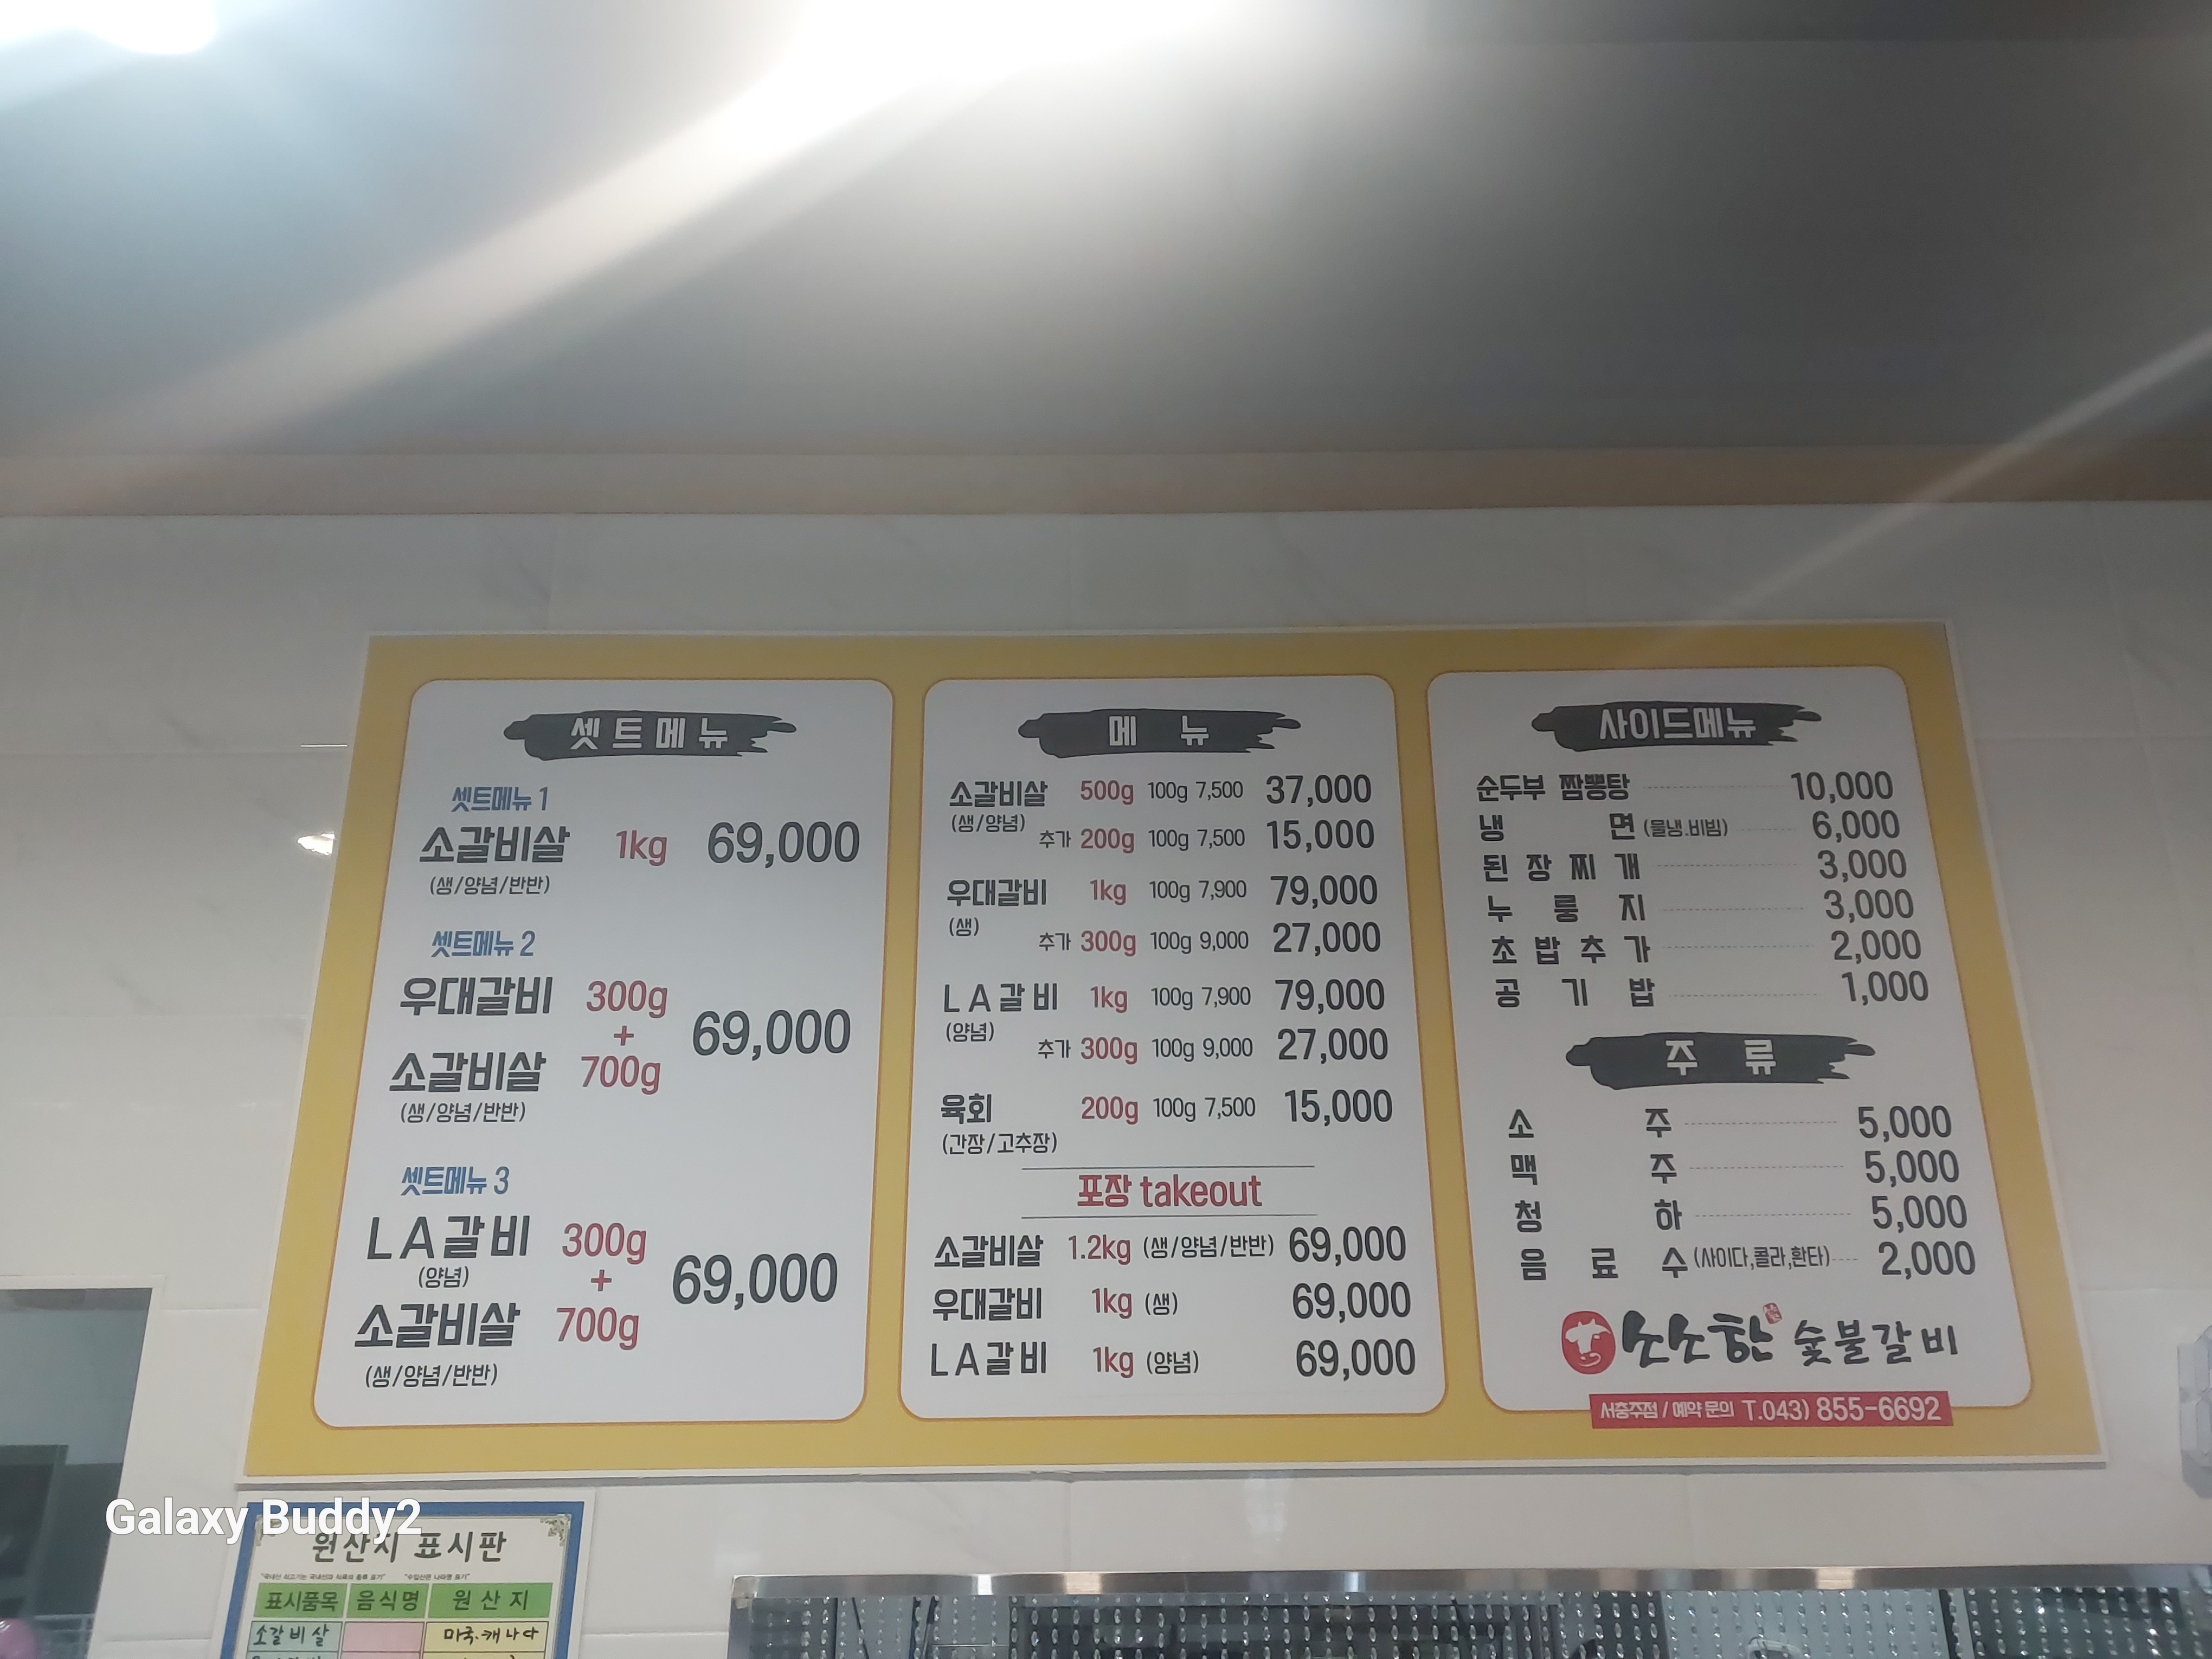 셋트메뉴
셋트메뉴 1
소갈비살 1kg 69,000
(생/양념/반반)
셋트메뉴 2
우대갈비 300g
+
69,000
소갈비살 700g
(생/양념/반반)
셋트메뉴 3
LA갈비 300g
(양념)
+
69,000
소갈비살 700g
(생/양념/반반)
메 뉴
소갈비살 500g 100g 7,500 37,000
(생/양념)
추가 200g 100g 7,500 15,000
우대갈비 1kg 100g 7,900 79,000
(생)
추가 300g 100g 9,000 27,000
LA갈비 1kg 100g 7,900 79,000
(양념)
추가 300g 100g 9,000 27,000
육회 200g 100g 7,500 15,000
(간장/고추장)
포장 takeout
소갈비살 1.2kg (생/양념/반반) 69,000
우대갈비 1kg (생) 69,000
LA갈비 1kg (양념) 69,000
사이드메뉴
순두부 짬뽕탕 10,000
냉 면 (물냉.비빔) 6,000
된장찌개 3,000
누룽지 3,000
초밥추가 2,000
공기밥 1,000
주 류
소 주 5,000
맥 주 5,000
청 하 5,000
음 료 수 (사이다,콜라,환타) 2,000
소소한 숯불갈비
서충주점 / 예약 문의 T.043) 855-6692
Galaxy Buddy2
원산지 표시판
표시품목 음식명 원산지
소갈비살 미국.캐나다